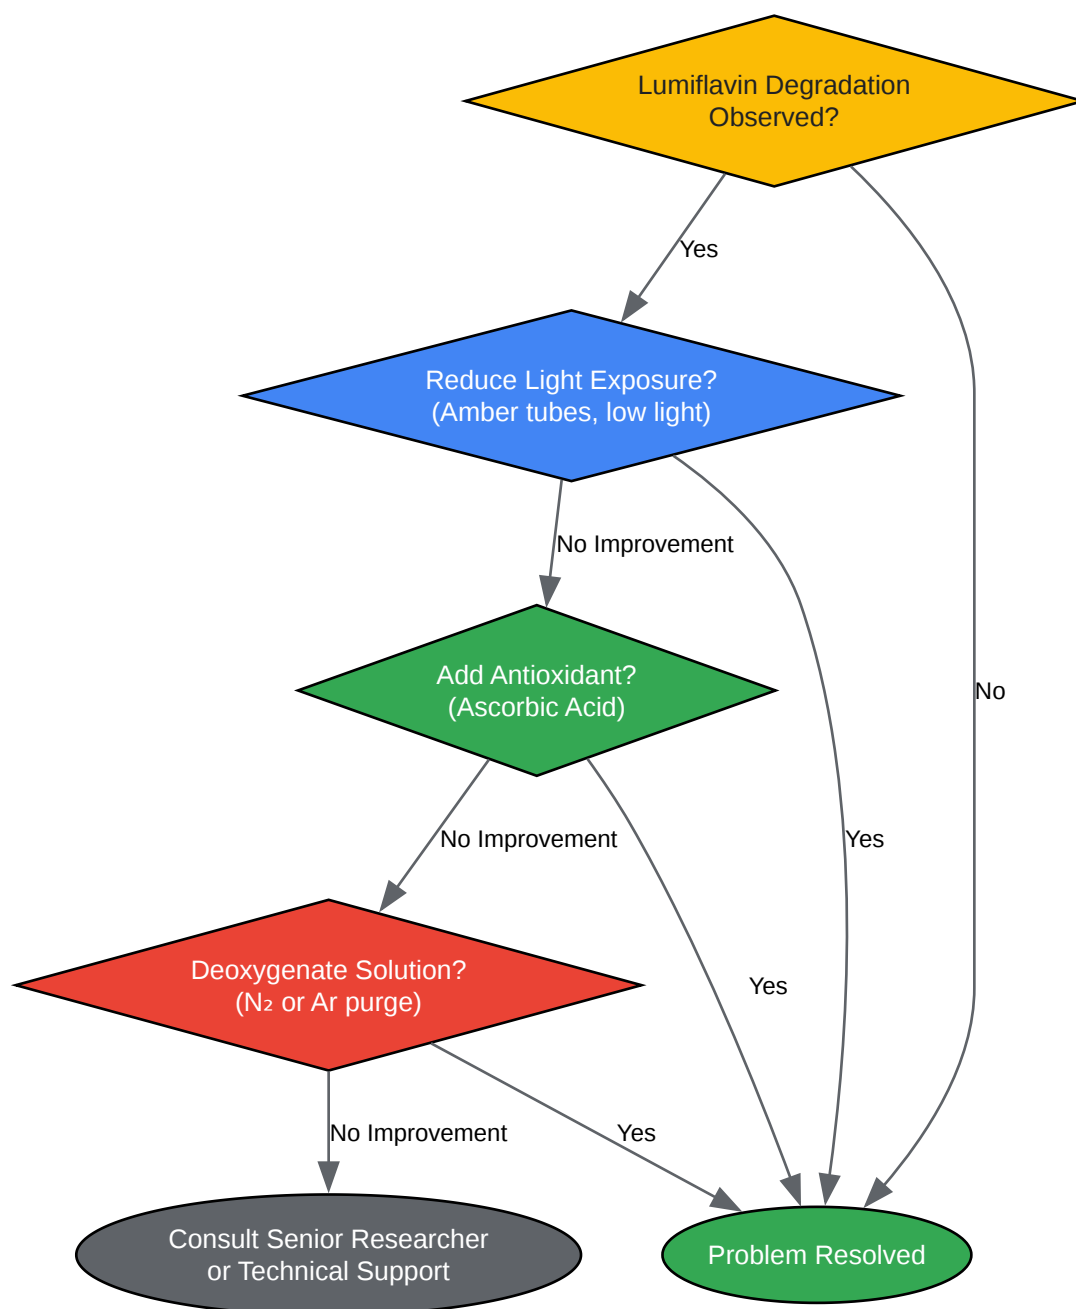 Lumiflavin Degradation
Observed?
Yes
Reduce Light Exposure?
(Amber tubes, low light)
No Improvement
Add Antioxidant?
(Ascorbic Acid)
No
No Improvement
Yes
Deoxygenate Solution?
(N₂ or Ar purge)
Yes
No Improvement
Yes
Consult Senior Researcher
or Technical Support
Problem Resolved